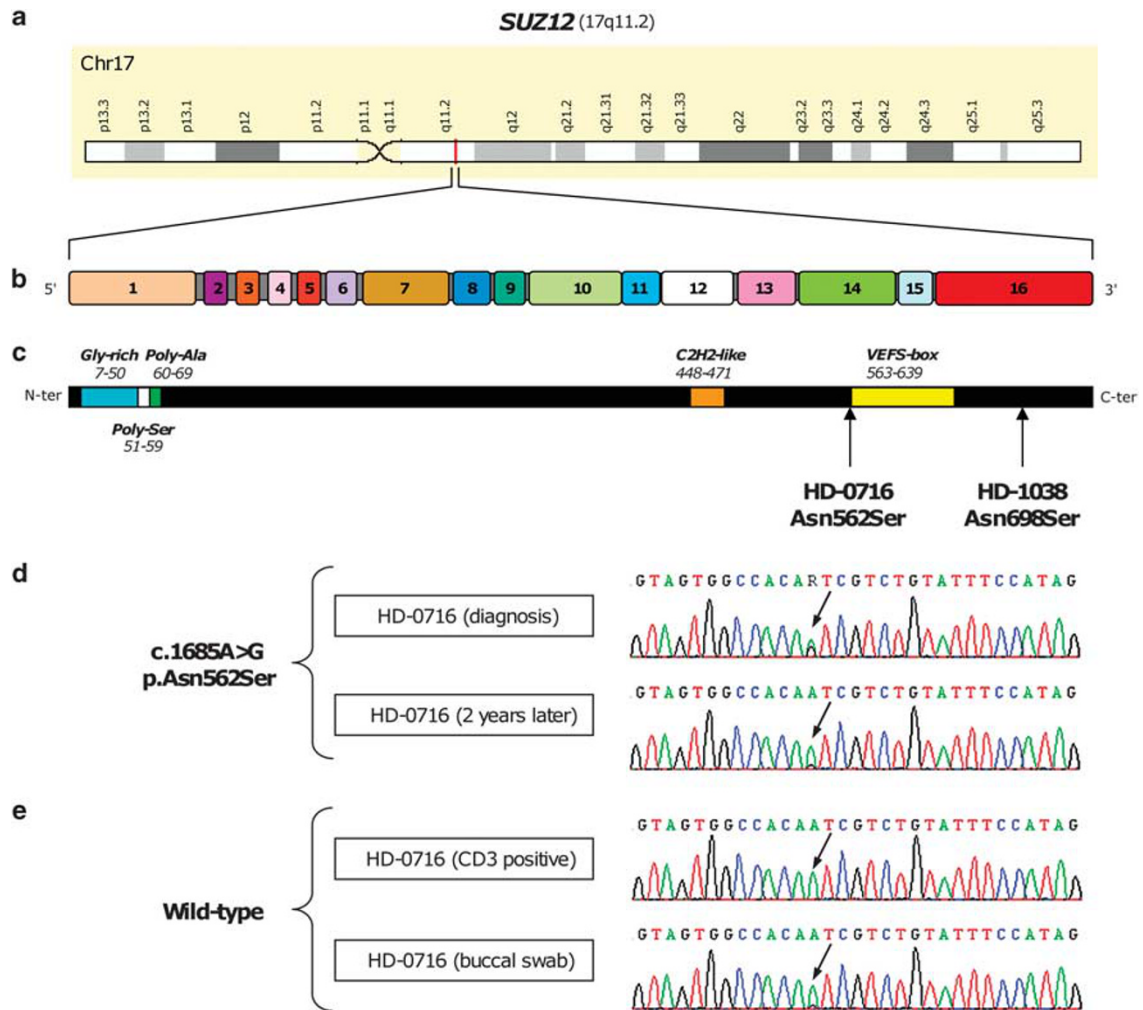 a
SUZ12 (17q11.2)
Chr17
p13.3 p13.2 p13.1 p12 p11.2 p11.1 q11.1 q11.2 q12 q21.2 q21.31 q21.32 q21.33 q22 q23.2 q23.3 q24.1 q24.2 q24.3 q25.1 q25.3
b
5' 1 2 3 4 5 6 7 8 9 10 11 12 13 14 15 16 3'
c
Gly-rich Poly-Ala C2H2-like VEFS-box
7-50 60-69 448-471 563-639
N-ter C-ter
Poly-Ser
51-59
HD-0716 HD-1038
Asn562Ser Asn698Ser
d
GTAGTGGCCACARTCGTCTGTATTTCCATAG
HD-0716 (diagnosis)
c.1685A>G
p.Asn562Ser
GTAGTGGCCACAATCGTCTGTATTTCCATAG
HD-0716 (2 years later)
e
GTAGTGGCCACAATCGTCTGTATTTCCATAG
HD-0716 (CD3 positive)
Wild-type
GTAGTGGCCACAATCGTCTGTATTTCCATAG
HD-0716 (buccal swab)